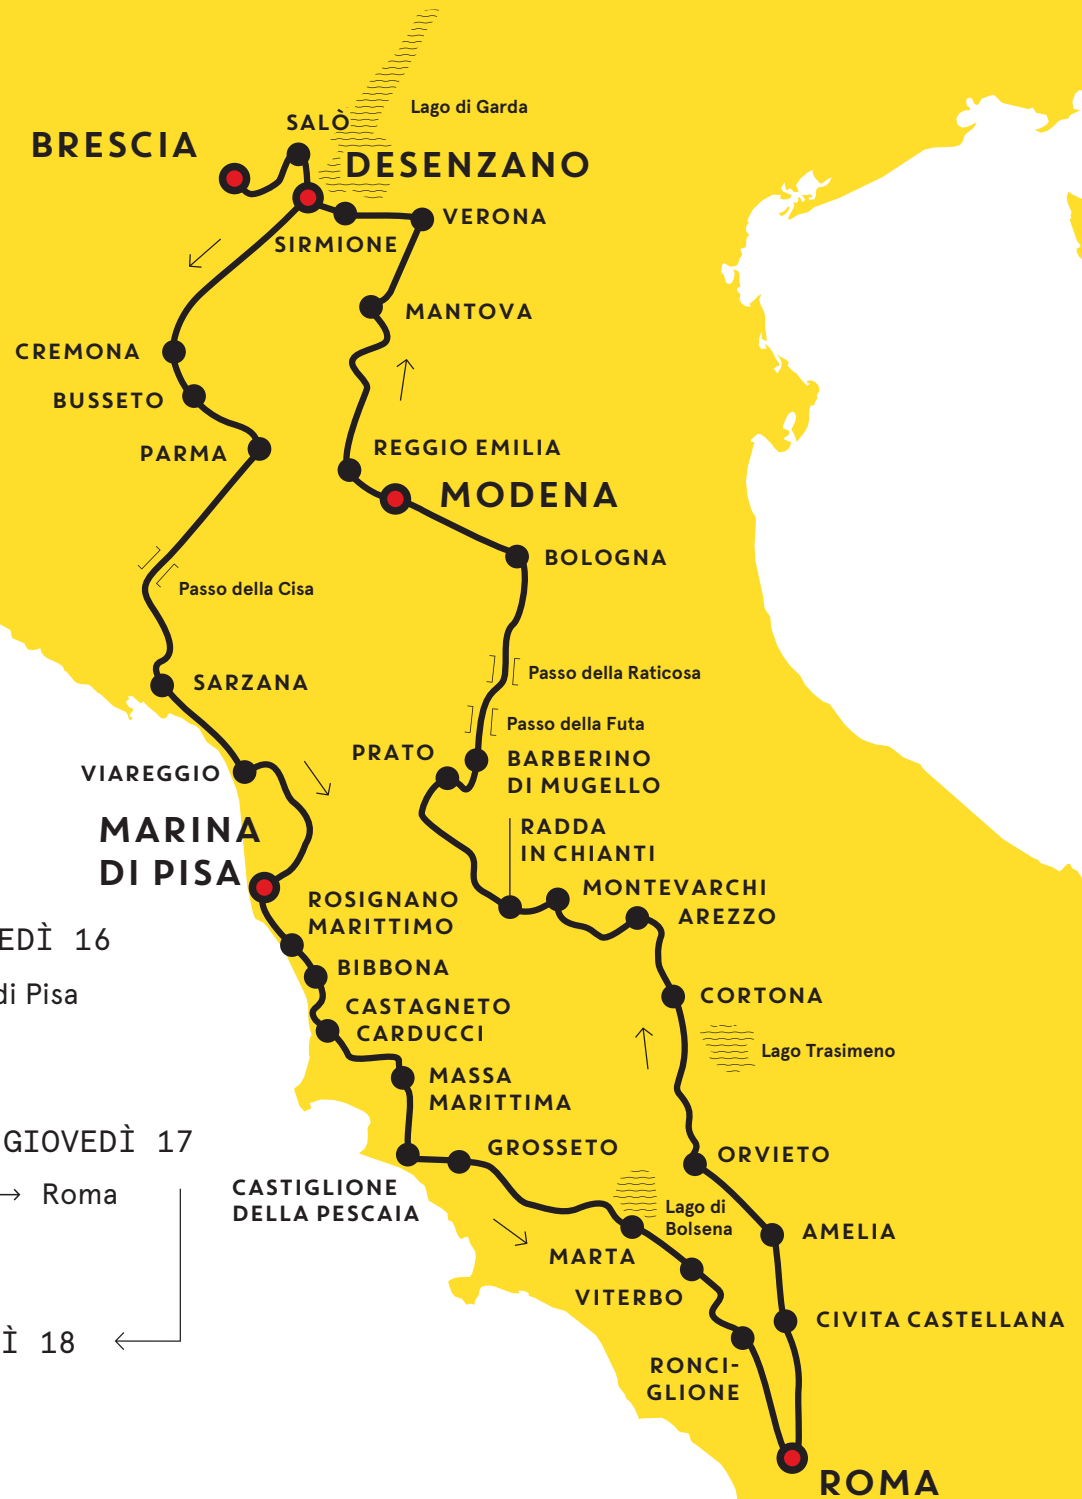 Lago di Garda
SALÒ
BRESCIA
DESENZANO
VERONA
SIRMIONE
MANTOVA
CREMONA
BUSSETO
REGGIO EMILIA
PARMA
MODENA
BOLOGNA
Passo della Cisa
Passo della Raticosa
SARZANA
Passo della Futa
PRATO
BARBERINO
DI MUGELLO
VIAREGGIO
RADDA
IN CHIANTI
MARINA
DI PISA
MONTEVARCHI
ROSIGNANO
MARITTIMO
AREZZO
EDÌ 16
BIBBONA
di Pisa
CORTONA
CASTAGNETO
CARDUCCI
Lago Trasimeno
MASSA
MARITTIMA
GIOVEDÌ 17
GROSSETO
ORVIETO
→ Roma
CASTIGLIONE
DELLA PESCAIA
Lago di
Bolsena
AMELIA
MARTA
VITERBO
CIVITA CASTELLANA
Ì 18
RONCI-
GLIONE
ROMA